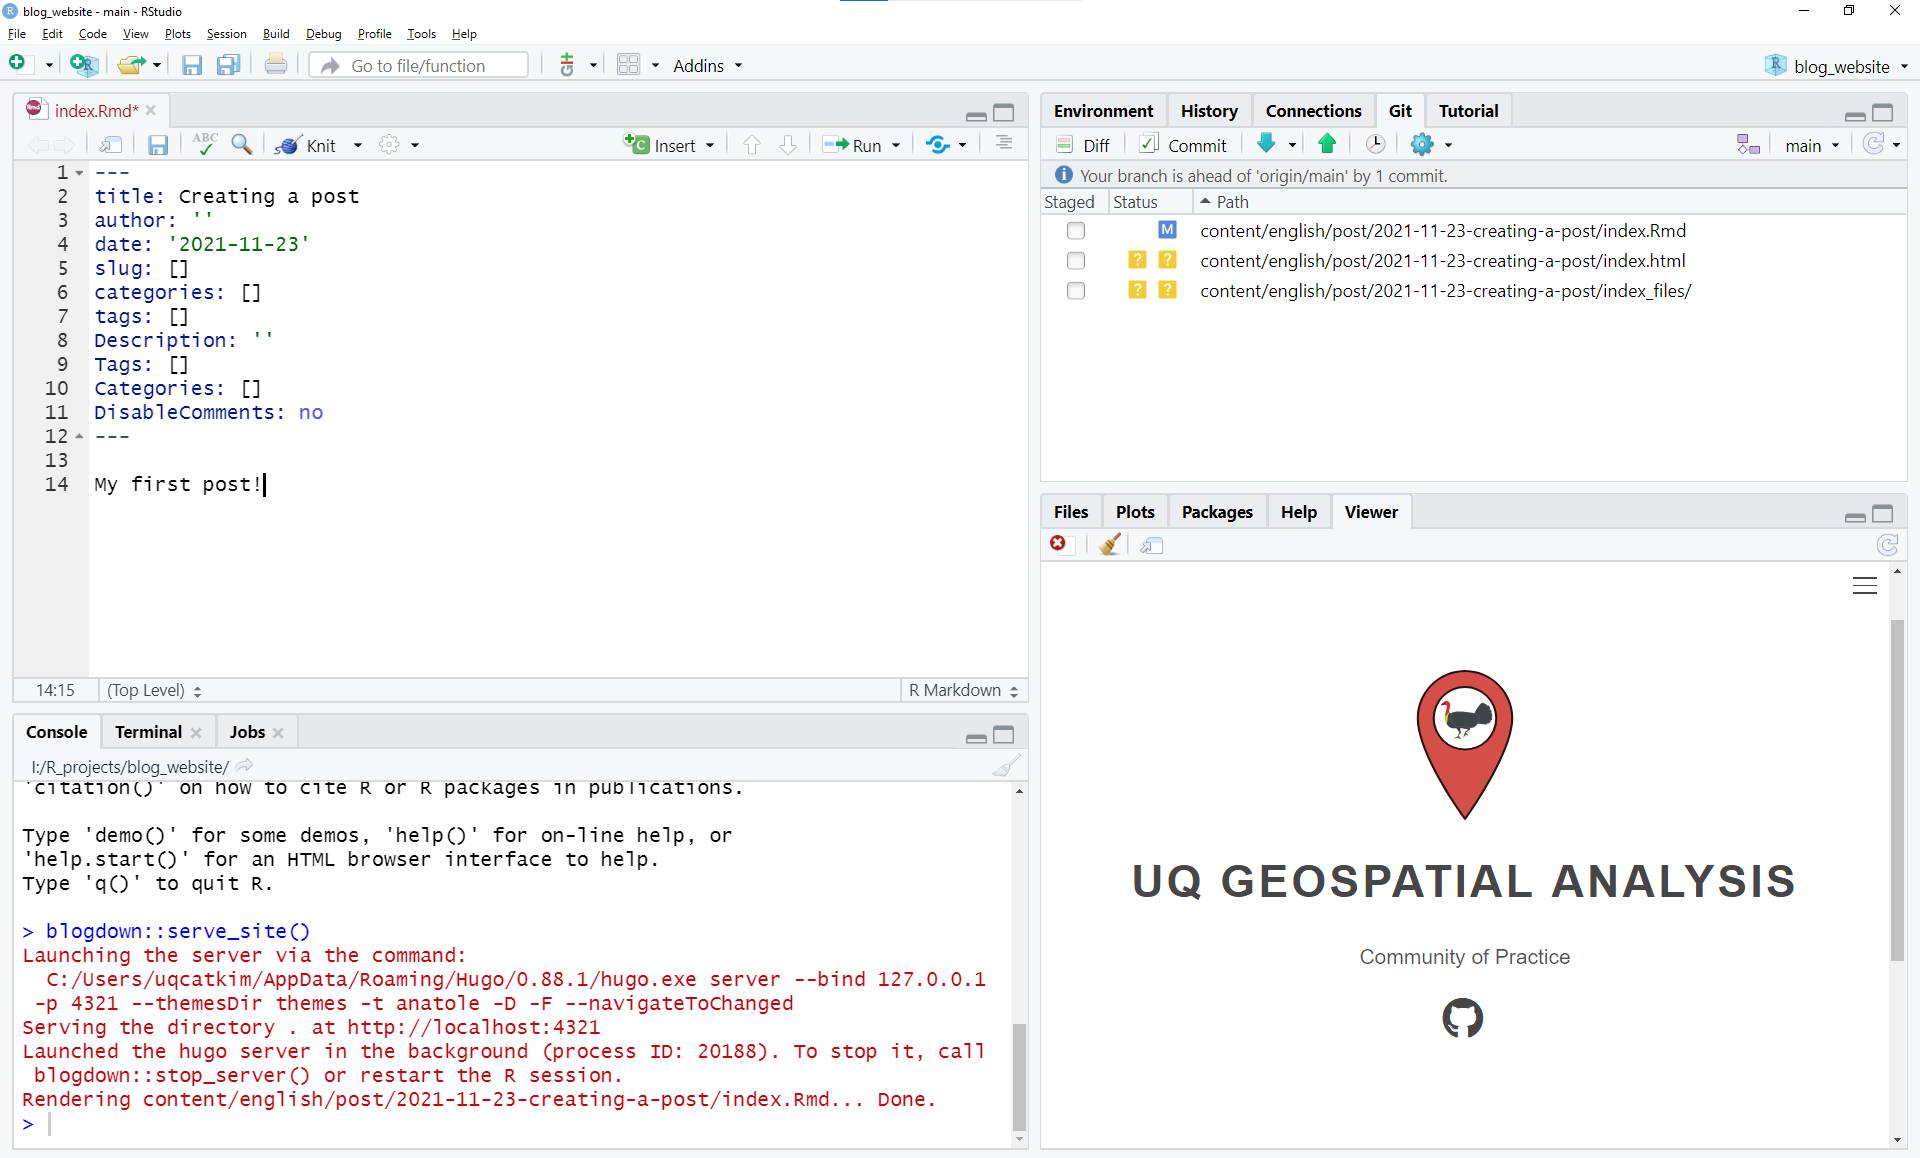 blog_website - main - RStudio
File Edit Code View Plots Session Build Debug Profile Tools Help
Go to file/function
Addins
blog_website
index.Rmd*
ABC
Knit
Insert
Run
1 ---
2 title: Creating a post
3 author: ''
4 date: '2021-11-23'
5 slug: []
6 categories: []
7 tags: []
8 Description: ''
9 Tags: []
10 Categories: []
11 DisableComments: no
12 ---
13
14 My first post!
14:15 (Top Level) R Markdown
Console Terminal Jobs
I:/R_projects/blog_website/
'citation()' on how to cite R or R packages in publications.
Type 'demo()' for some demos, 'help()' for on-line help, or
'help.start()' for an HTML browser interface to help.
Type 'q()' to quit R.
> blogdown::serve_site()
Launching the server via the command:
C:/Users/uqcatkim/AppData/Roaming/Hugo/0.88.1/hugo.exe server --bind 127.0.0.1
-p 4321 --themesDir themes -t anatole -D -F --navigateToChanged
Serving the directory . at http://localhost:4321
Launched the hugo server in the background (process ID: 20188). To stop it, call
blogdown::stop_server() or restart the R session.
Rendering content/english/post/2021-11-23-creating-a-post/index.Rmd... Done.
>
Environment History Connections Git Tutorial
Diff Commit main
Your branch is ahead of 'origin/main' by 1 commit.
Staged Status Path
M content/english/post/2021-11-23-creating-a-post/index.Rmd
? ? content/english/post/2021-11-23-creating-a-post/index.html
? ? content/english/post/2021-11-23-creating-a-post/index_files/
Files Plots Packages Help Viewer
UQ GEOSPATIAL ANALYSIS
Community of Practice